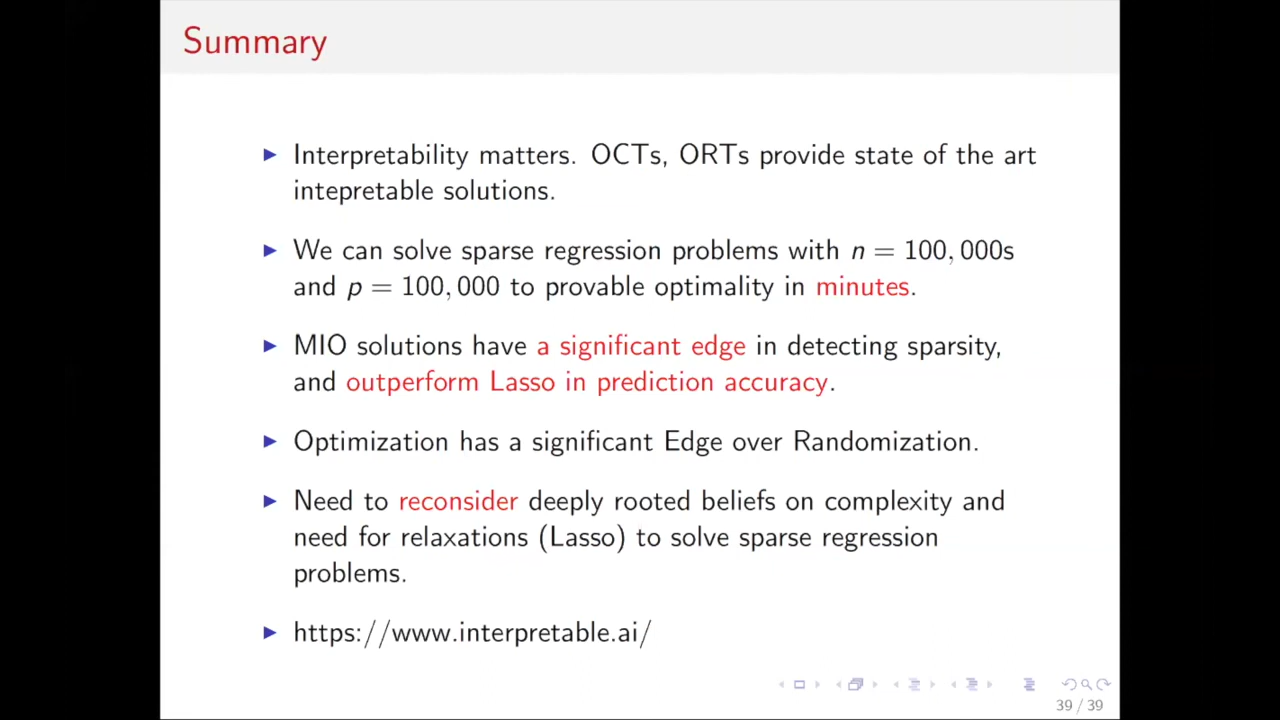 Summary
Interpretability matters. OCTs, ORTs provide state of the art
intepretable solutions.
We can solve sparse regression problems with n = 100, 000s
and p = 100, 000 to provable optimality in minutes.
MIO solutions have a significant edge in detecting sparsity,
and outperform Lasso in prediction accuracy.
Optimization has a significant Edge over Randomization.
Need to reconsider deeply rooted beliefs on complexity and
need for relaxations (Lasso) to solve sparse regression
problems.
https://www.interpretable.ai/
39 / 39